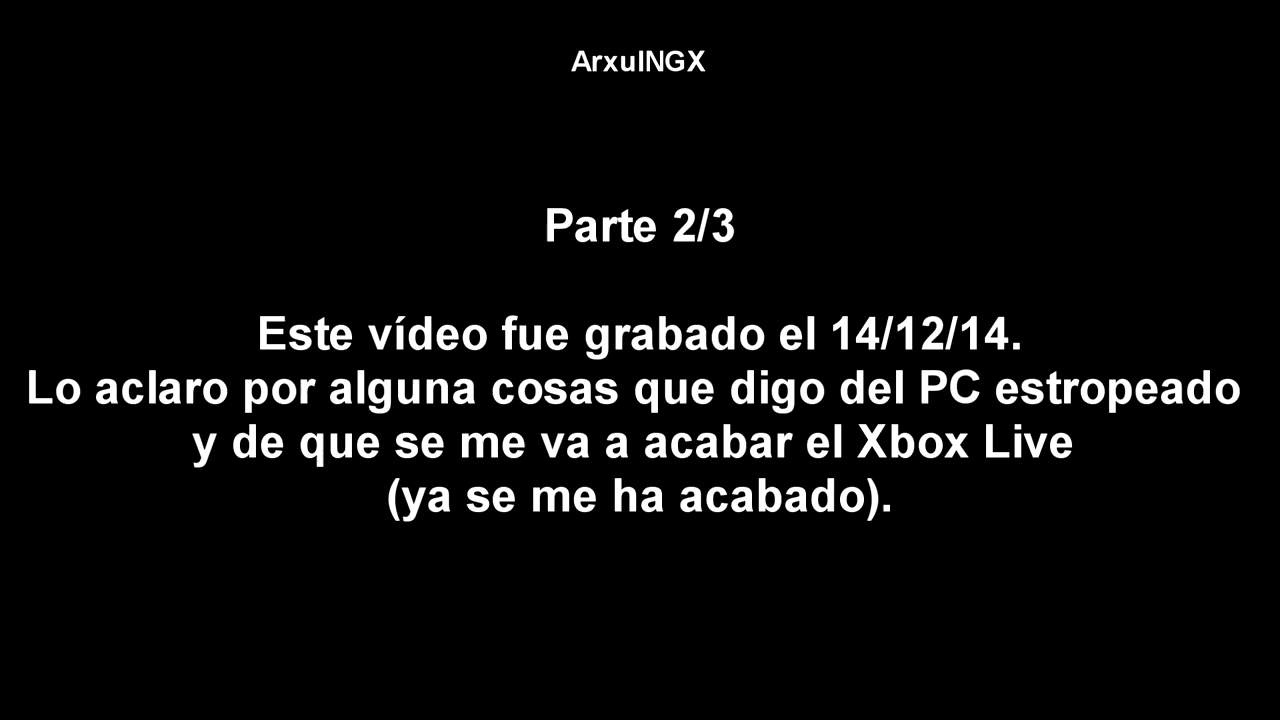 ArxuINGX
Parte 2/3
Este vídeo fue grabado el 14/12/14.
Lo aclaro por alguna cosas que digo del PC estropeado
y de que se me va a acabar el Xbox Live
(ya se me ha acabado).